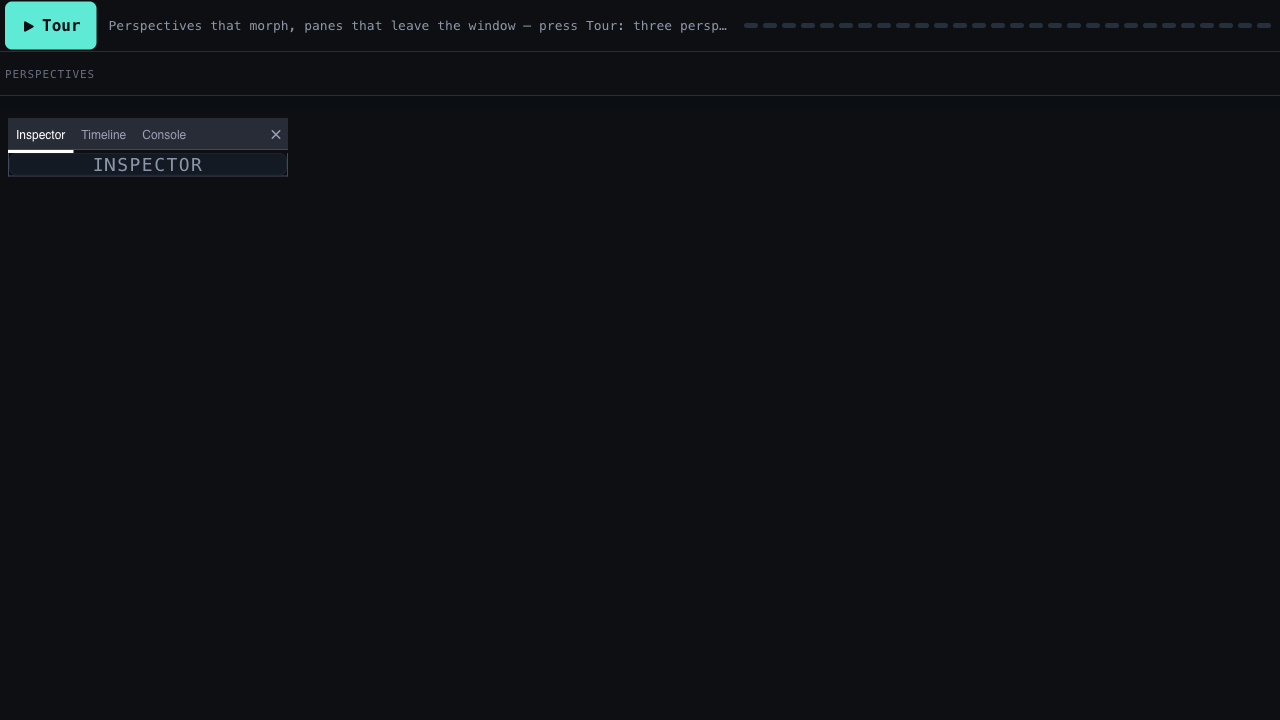 Tour
Perspectives that morph, panes that leave the window — press Tour: three persp…
PERSPECTIVES
Inspector Timeline Console
INSPECTOR